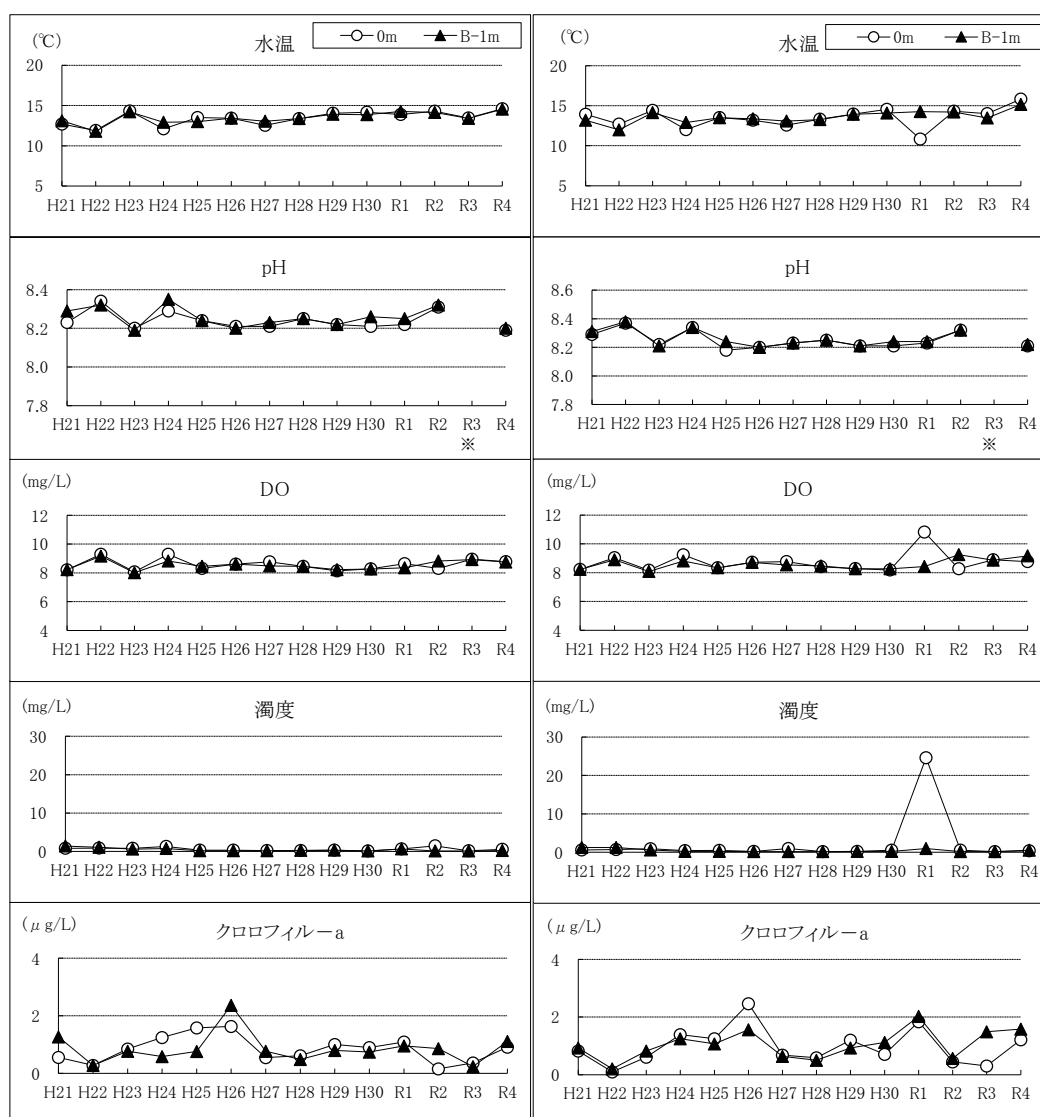 (℃) 水温 0m B-1m
20
15
10
5
H21 H22 H23 H24 H25 H26 H27 H28 H29 H30 R1 R2 R3 R4
pH
8.4
8.2
8.0
7.8
H21 H22 H23 H24 H25 H26 H27 H28 H29 H30 R1 R2 R3 R4
※
(mg/L)
DO
12
10
8
6
4
H21 H22 H23 H24 H25 H26 H27 H28 H29 H30 R1 R2 R3 R4
(mg/L)
濁度
30
20
10
0
H21 H22 H23 H24 H25 H26 H27 H28 H29 H30 R1 R2 R3 R4
(μg/L)
クロロフィルーa
4
2
0
H21 H22 H23 H24 H25 H26 H27 H28 H29 H30 R1 R2 R3 R4
(℃) 水温 0m B-1m
20
15
10
5
H21 H22 H23 H24 H25 H26 H27 H28 H29 H30 R1 R2 R3 R4
pH
8.6
8.4
8.2
8.0
7.8
H21 H22 H23 H24 H25 H26 H27 H28 H29 H30 R1 R2 R3 R4
※
(mg/L)
DO
12
10
8
6
4
H21 H22 H23 H24 H25 H26 H27 H28 H29 H30 R1 R2 R3 R4
(mg/L)
濁度
30
20
10
0
H21 H22 H23 H24 H25 H26 H27 H28 H29 H30 R1 R2 R3 R4
(μg/L)
クロロフィルーa
4
2
0
H21 H22 H23 H24 H25 H26 H27 H28 H29 H30 R1 R2 R3 R4